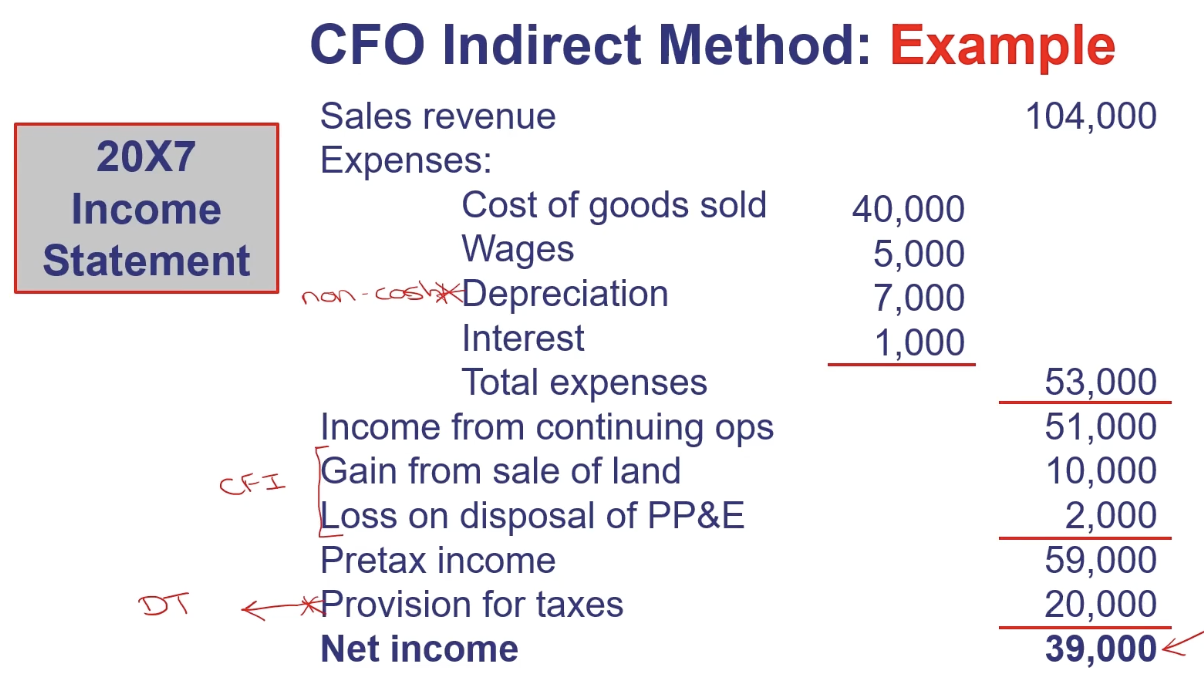 CFO Indirect Method: Example
20X7
Income
Statement
Sales revenue 104,000
Expenses:
Cost of goods sold 40,000
Wages 5,000
non-cash Depreciation 7,000
Interest 1,000
Total expenses 53,000
Income from continuing ops 51,000
CFI
Gain from sale of land 10,000
Loss on disposal of PP&E 2,000
Pretax income 59,000
DT Provision for taxes 20,000
Net income 39,000